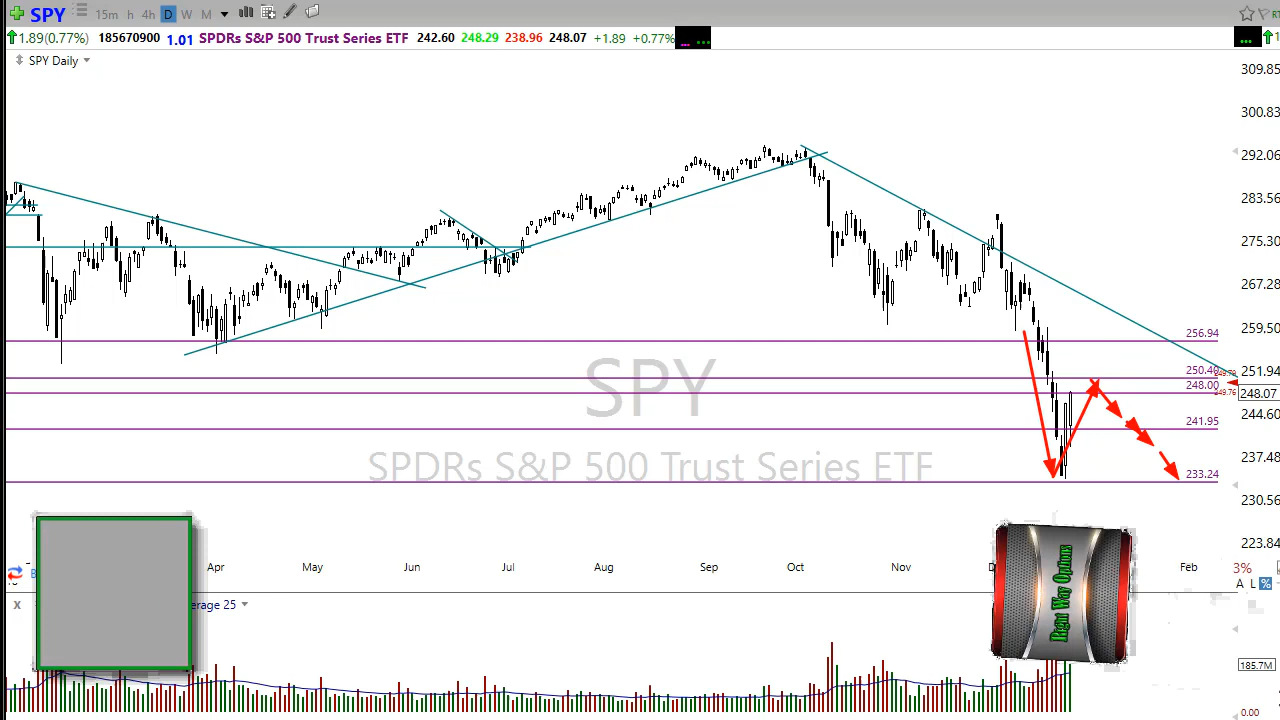 SPY 15m h 4h D W M
1.89(0.77%) 185670900 1.01 SPDRs S&P 500 Trust Series ETF 242.60 248.29 238.96 248.07 +1.89 +0.77%
SPY Daily
309.85
300.83
292.06
283.56
275.30
267.28
259.50
256.94
251.94
250.40
248.00
249.76
248.07
244.60
241.95
237.48
233.24
230.56
223.84
SPY
SPDRs S&P 500 Trust Series ETF
Apr May Jun Jul Aug Sep Oct Nov D Feb
3%
A L %
x erage 25
Right Way Options
185.7M
0.00